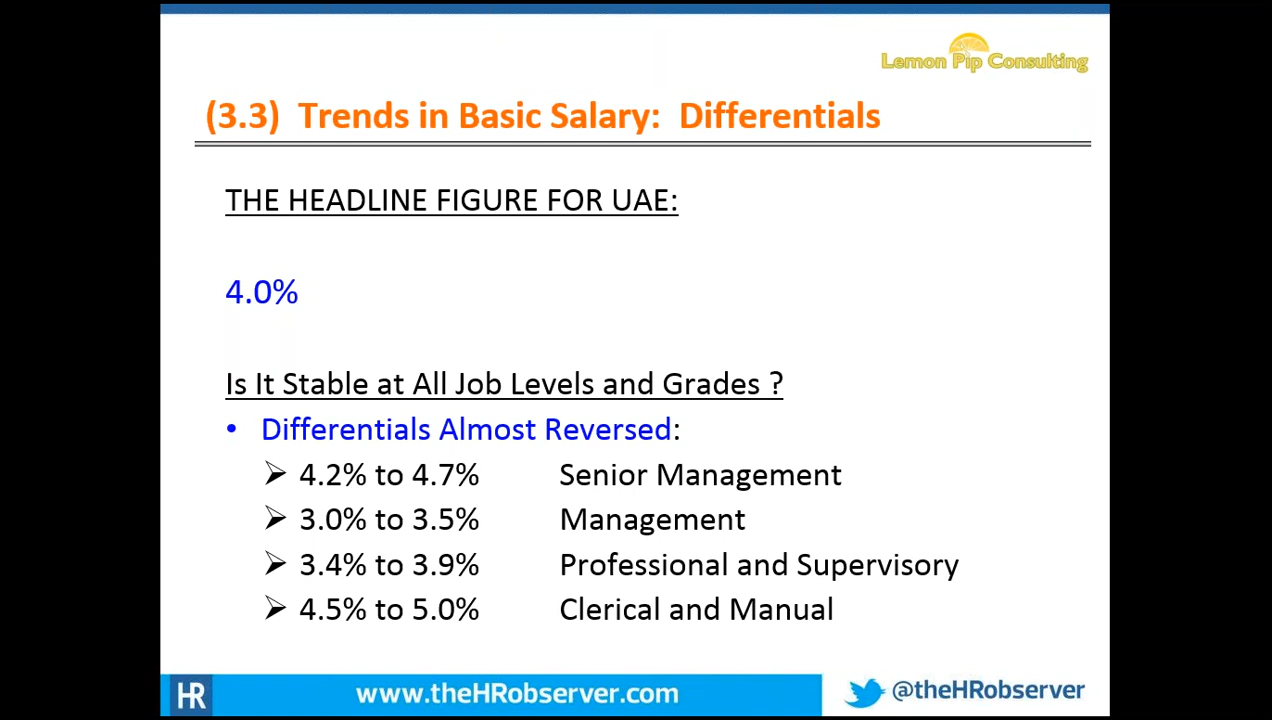 Lemon Pip Consulting
(3.3) Trends in Basic Salary: Differentials
THE HEADLINE FIGURE FOR UAE:
4.0%
Is It Stable at All Job Levels and Grades ?
• Differentials Almost Reversed:
➢ 4.2% to 4.7% Senior Management
➢ 3.0% to 3.5% Management
➢ 3.4% to 3.9% Professional and Supervisory
➢ 4.5% to 5.0% Clerical and Manual
HR www.theHRobserver.com @theHRobserver